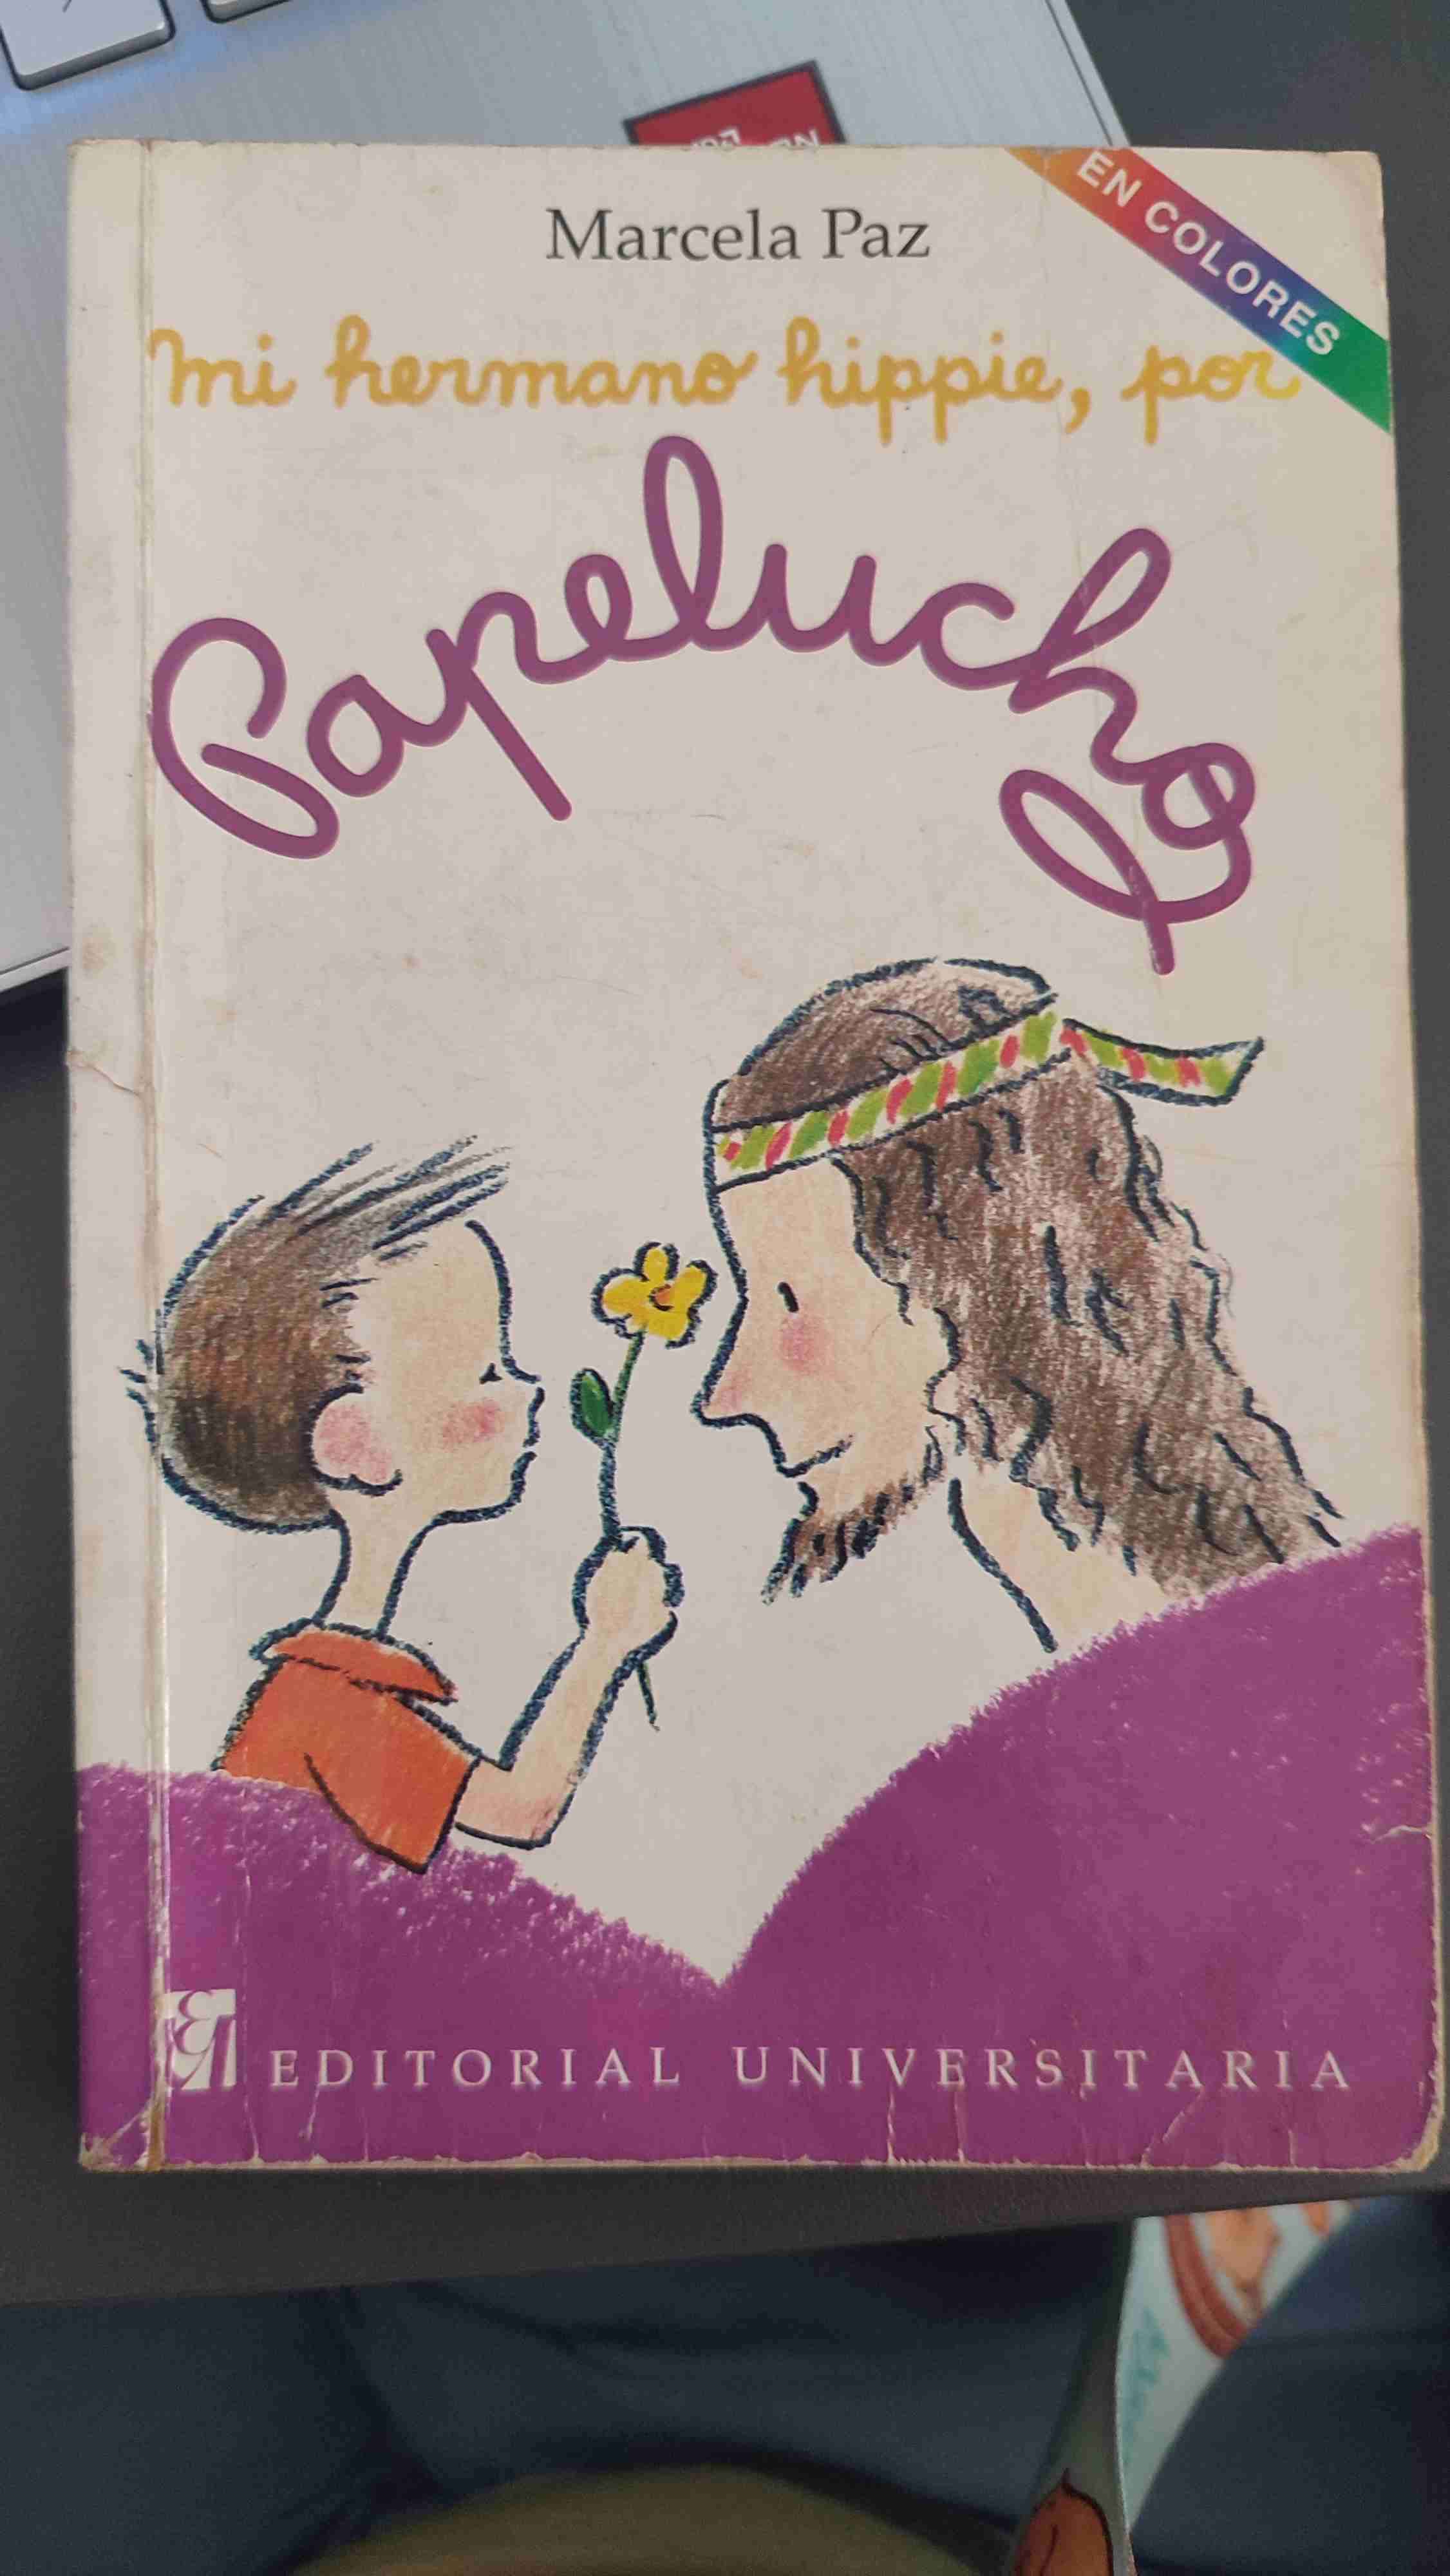 Marcela Paz
EN COLORES
mi hermano hippie, por
Papelucho
EDITORIAL UNIVERSITARIA